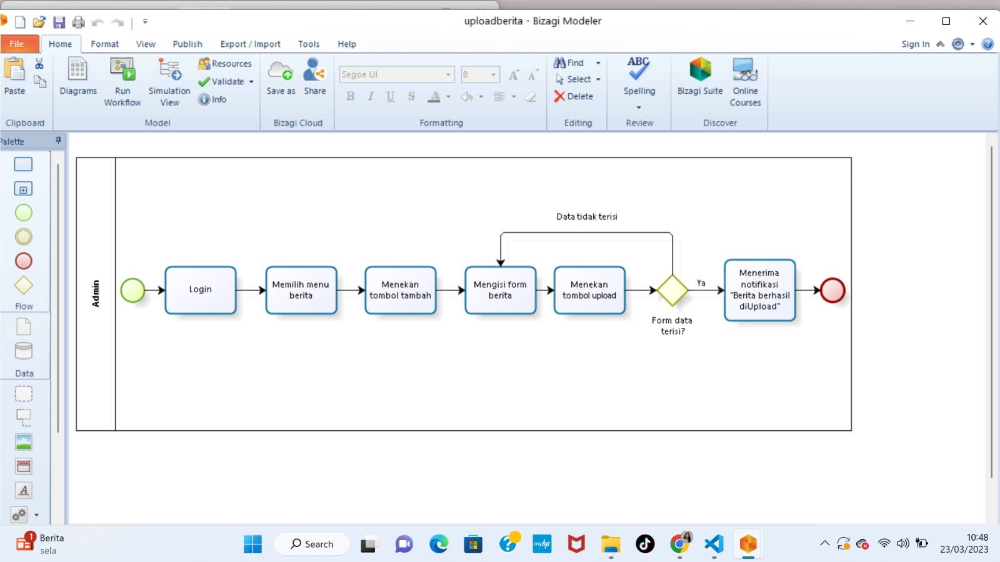 uploadberita - Bizagi Modeler
File Home Format View Publish Export / Import Tools Help Sign In
Paste
Clipboard
Diagrams
Run
Workflow
Simulation
View
Resources
Validate
Info
Model
Save as
Share
Bizagi Cloud
Segoe UI
8
B I U S A
Formatting
Find
Select
Delete
Editing
ABC
Spelling
Review
Bizagi Suite
Online
Courses
Discover
Palette
Flow
Data
A
Admin
Login
Memilih menu
berita
Menekan
tombol tambah
Mengisi form
berita
Menekan
tombol upload
Data tidak terisi
Form data
terisi?
Ya
Menerima
notifikasi
"Berita berhasil
diUpload"
1
Berita
sela
Search
myhp
10:48
23/03/2023